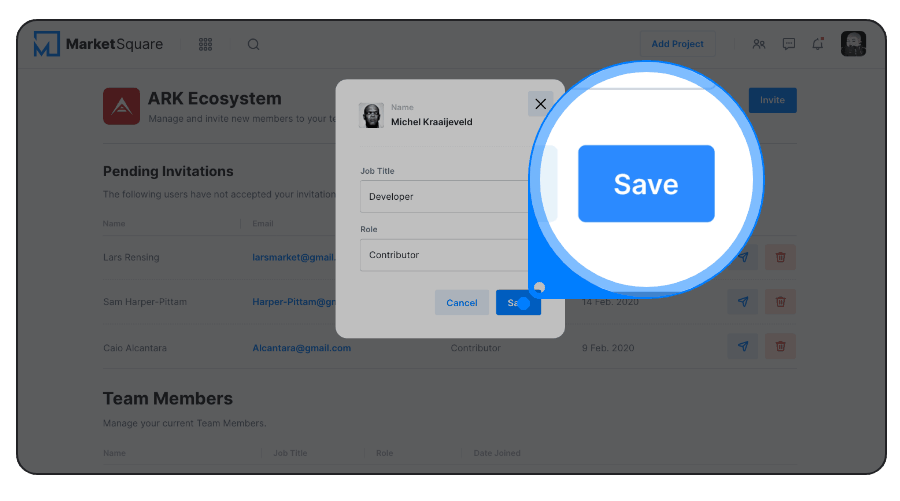 MarketSquare
Add Project
ARK Ecosystem
Manage and invite new members to your te
Invite
Name
Michel Kraaijeveld
Job Title
Developer
Role
Contributor
Cancel
Save
Pending Invitations
The following users have not accepted your invitation
Name
Email
Lars Rensing
larsmarket@gmail.
Sam Harper-Pittam
Harper-Pittam@gm
14 Feb. 2020
Caio Alcantara
Alcantara@gmail.com
Contributor
9 Feb. 2020
Team Members
Manage your current Team Members.
Name
Job Title
Role
Date Joined